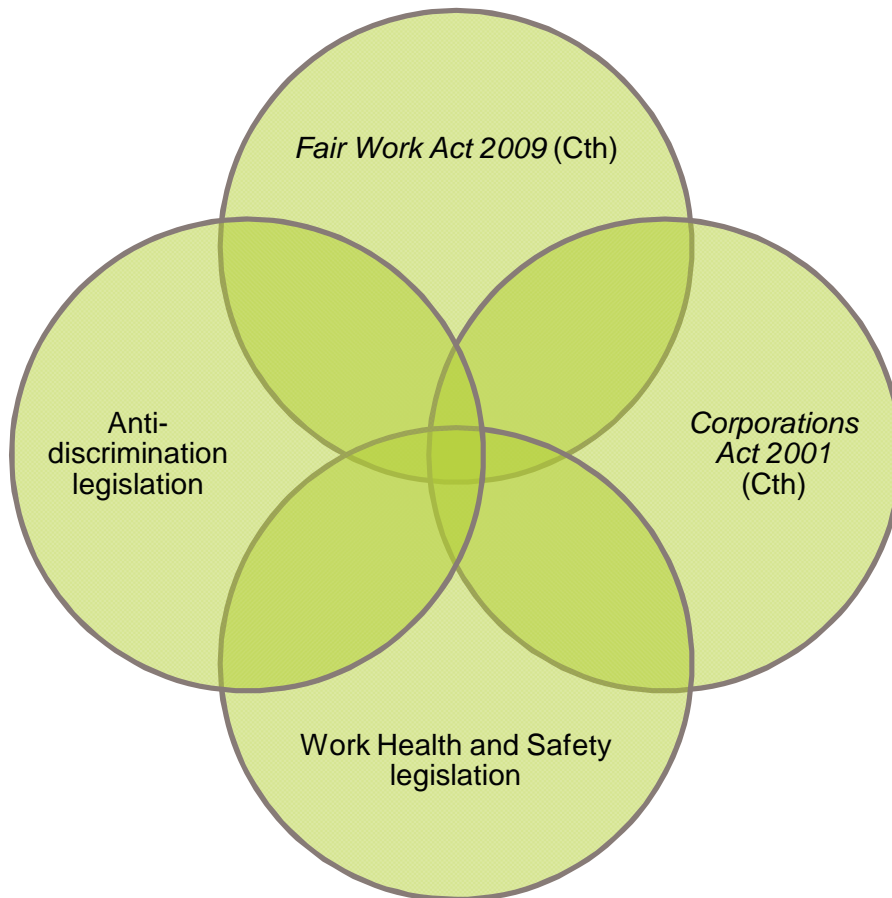 Fair Work Act 2009 (Cth)
Anti-
discrimination
legislation
Corporations
Act 2001
(Cth)
Work Health and Safety
legislation